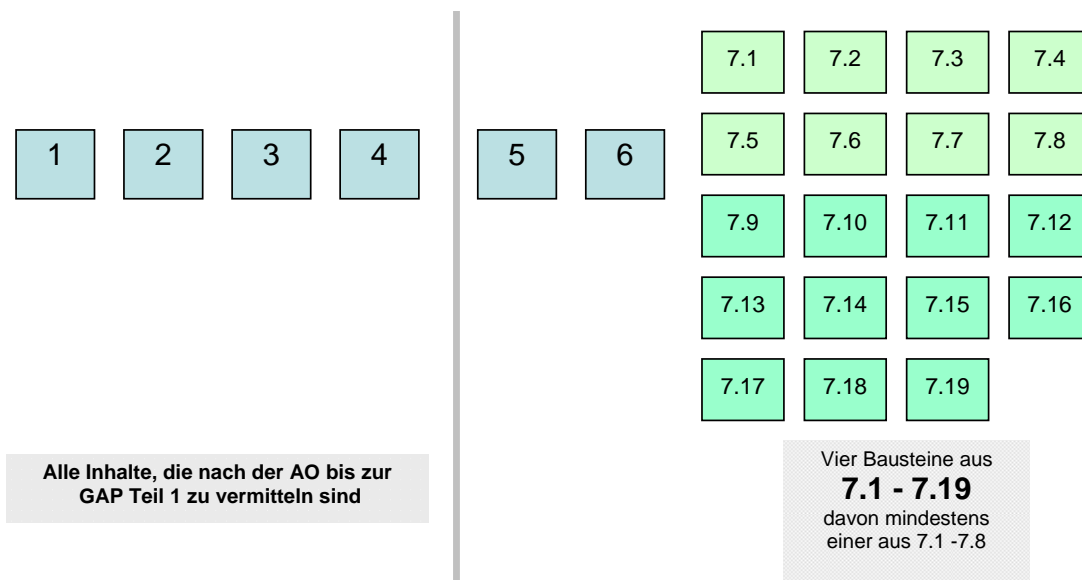 7.1 7.2 7.3 7.4
1 2 3 4 5 6
7.5 7.6 7.7 7.8
7.9 7.10 7.11 7.12
7.13 7.14 7.15 7.16
7.17 7.18 7.19
Alle Inhalte, die nach der AO bis zur
GAP Teil 1 zu vermitteln sind
Vier Bausteine aus
7.1 - 7.19
davon mindestens
einer aus 7.1 -7.8